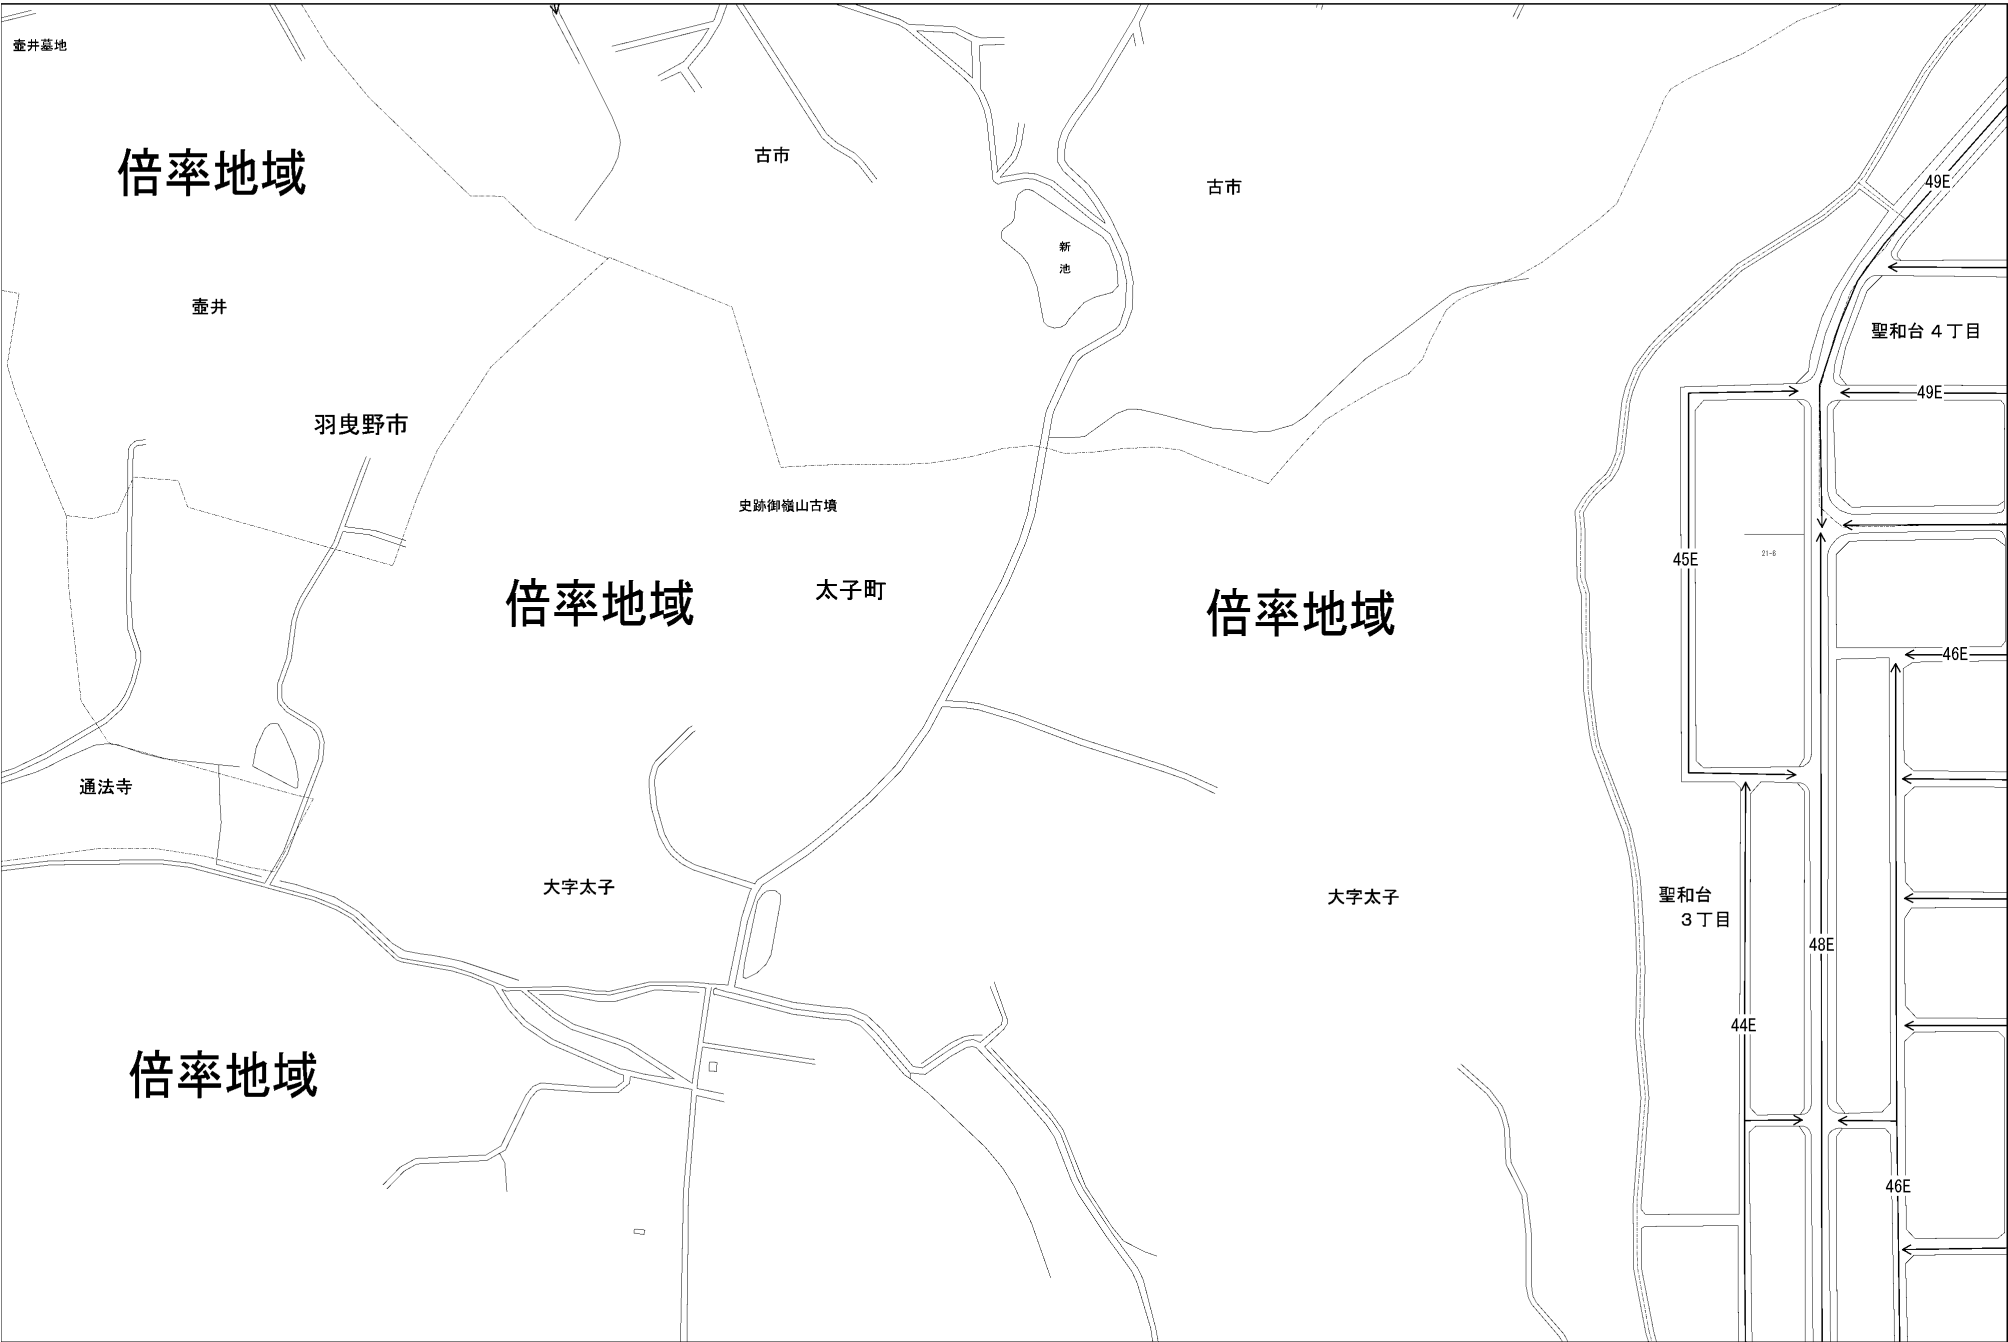 壺井墓地
倍率地域
古市
古市
49E
新
池
壺井
聖和台４丁目
49E
羽曳野市
史跡御嶺山古墳
45E
21-6
倍率地域
太子町
倍率地域
46E
通法寺
大字太子
大字太子
聖和台
３丁目
48E
44E
倍率地域
46E